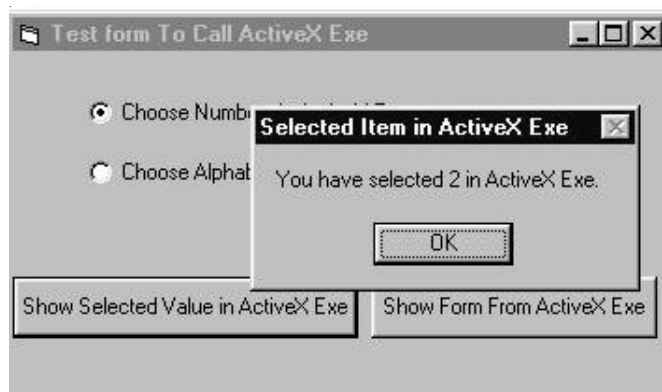 Test form To Call ActiveX Exe
Choose Numb
Selected Item in ActiveX Exe
Choose Alphab
You have selected 2 in ActiveX Exe.
OK
Show Selected Value in ActiveX Exe
Show Form From ActiveX Exe